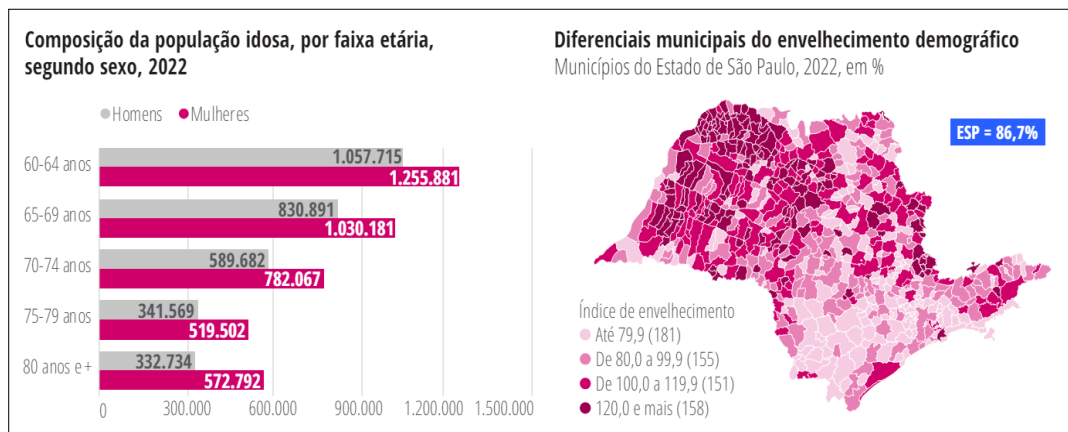 Composição da população idosa, por faixa etária,
segundo sexo, 2022
Homens Mulheres
60-64 anos
1.057.715
1.255.881
65-69 anos
830.891
1.030.181
70-74 anos
589.682
782.067
75-79 anos
341.569
519.502
80 anos e +
332.734
572.792
0 300.000 600.000 900.000 1.200.000 1.500.000
Diferenciais municipais do envelhecimento demográfico
Municípios do Estado de São Paulo, 2022, em %
ESP = 86,7%
Índice de envelhecimento
Até 79,9 (181)
De 80,0 a 99,9 (155)
De 100,0 a 119,9 (151)
120,0 e mais (158)